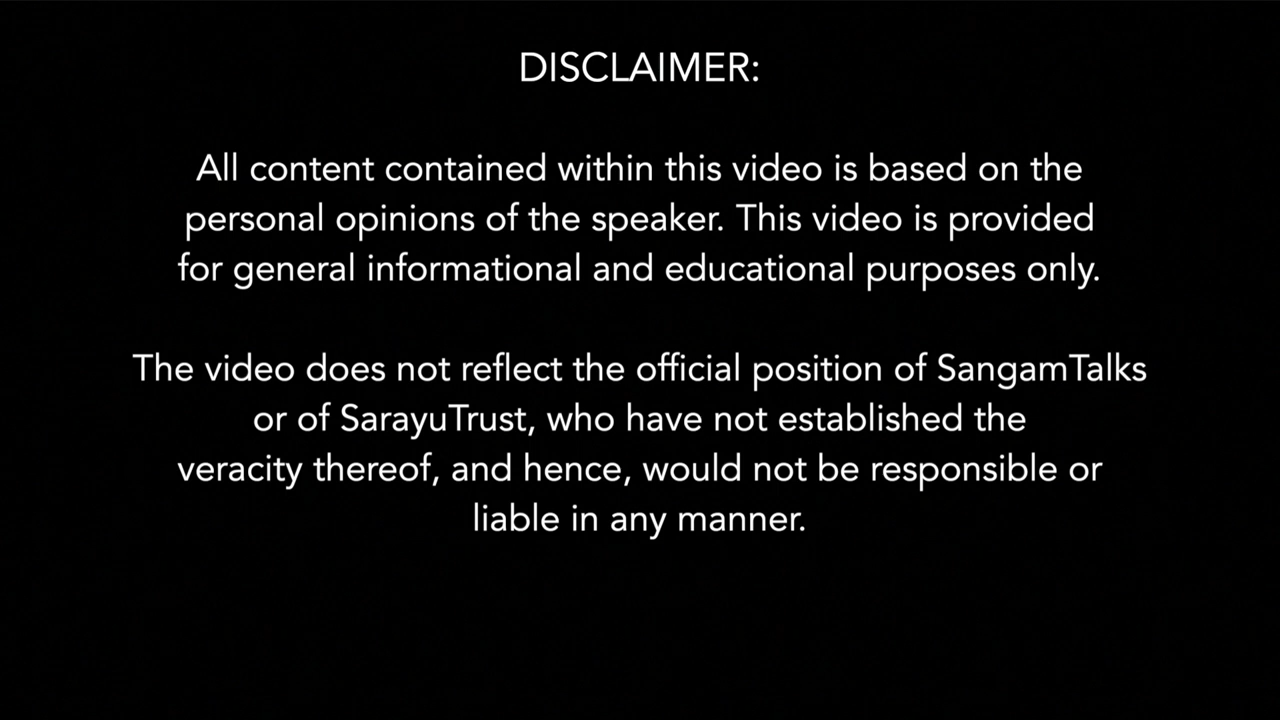 DISCLAIMER:
All content contained within this video is based on the
personal opinions of the speaker. This video is provided
for general informational and educational purposes only.
The video does not reflect the official position of SangamTalks
or of SarayuTrust, who have not established the
veracity thereof, and hence, would not be responsible or
liable in any manner.